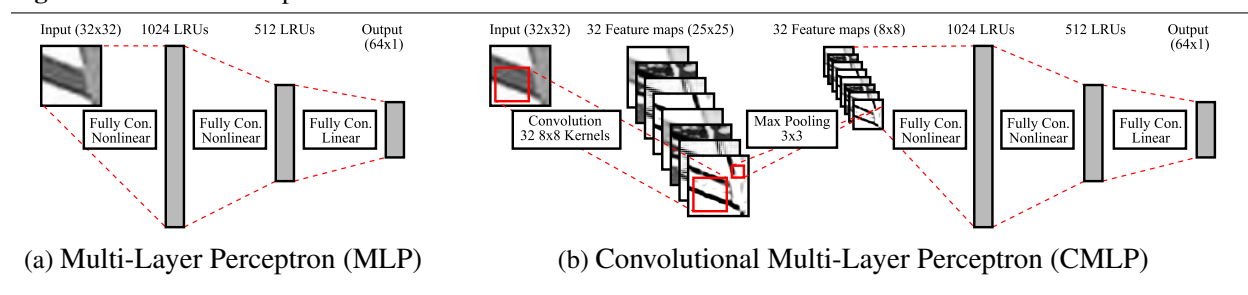 Input (32x32)
1024 LRUs
512 LRUs
Output
(64x1)
Fully Con.
Nonlinear
Fully Con.
Nonlinear
Fully Con.
Linear
(a) Multi-Layer Perceptron (MLP)
Input (32x32)
32 Feature maps (25x25)
32 Feature maps (8x8)
1024 LRUs
512 LRUs
Output
(64x1)
Convolution
32 8x8 Kernels
Max Pooling
3x3
Fully Con.
Nonlinear
Fully Con.
Nonlinear
Fully Con.
Linear
(b) Convolutional Multi-Layer Perceptron (CMLP)